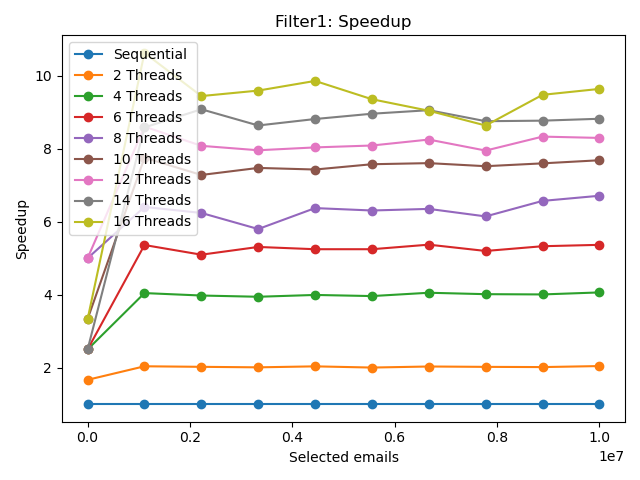 Filter1: Speedup
Speedup
10
8
6
4
2
Sequential
2 Threads
4 Threads
6 Threads
8 Threads
10 Threads
12 Threads
14 Threads
16 Threads
0.0 0.2 0.4 0.6 0.8 1.0
1e7
Selected emails